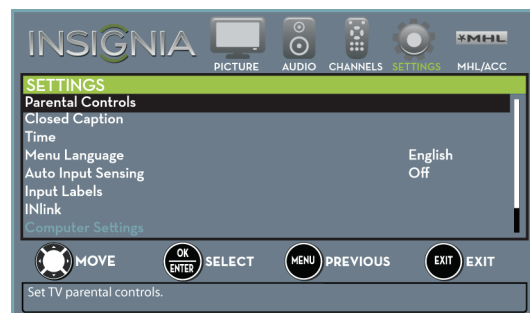 INSIGNIA
PICTURE AUDIO CHANNELS SETTINGS MHL MHL/ACC
SETTINGS
Parental Controls
Closed Caption
Time
Menu Language English
Auto Input Sensing Off
Input Labels
INlink
Computer Settings
MOVE OK ENTER SELECT MENU PREVIOUS EXIT EXIT
Set TV parental controls.